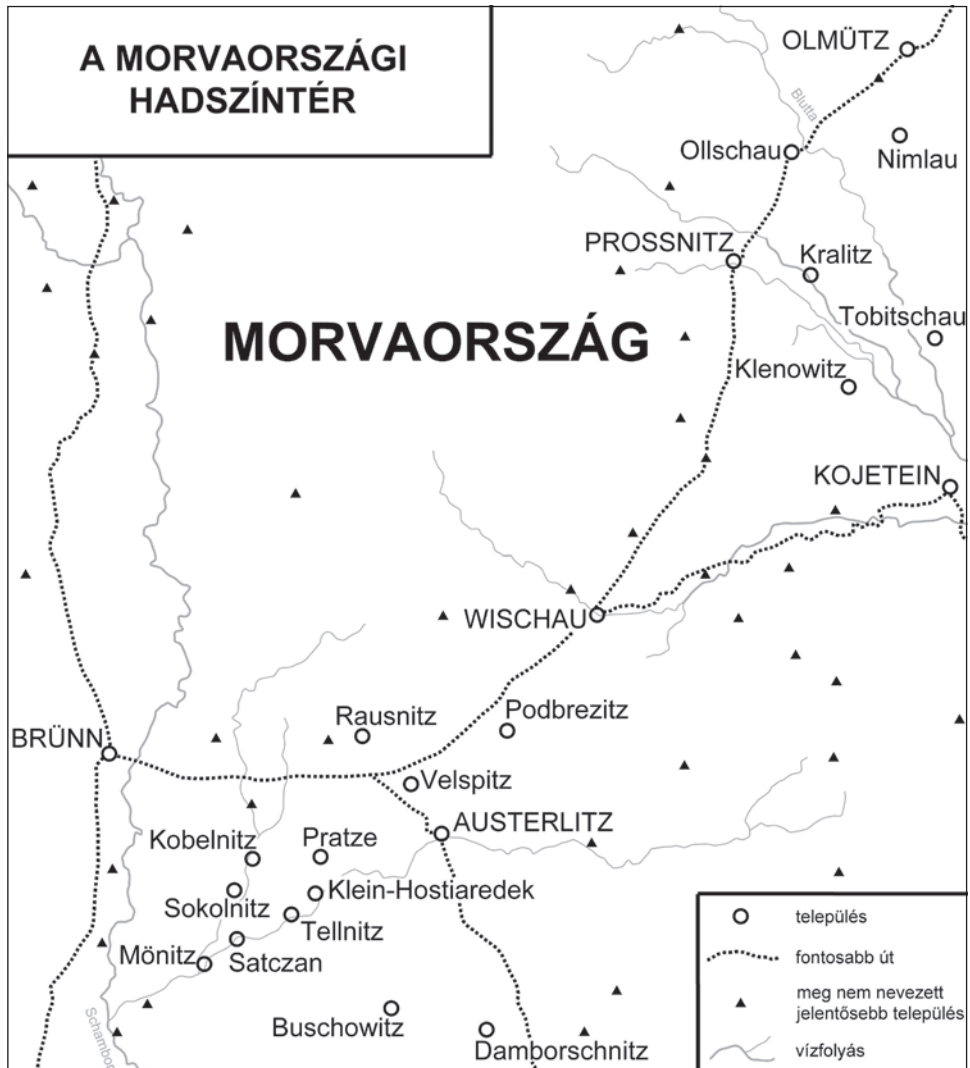 A MORVAORSZÁGI
HADSZÍNTÉR
OLMÜTZ
Blutta
Ollschau
Nimlau
PROSSNITZ
Kralitz
MORVAORSZÁG
Tobitschau
Klenowitz
KOJETEIN
WISCHAU
Rausnitz
Podbrezitz
BRÜNN
Velspitz
AUSTERLITZ
Kobelnitz
Pratze
Klein-Hostiaredek
Sokolnitz
Tellnitz
Mönitz
Satczan
Buschowitz
Damborschnitz
település
fontosabb út
meg nem nevezett
jelentősebb település
vízfolyás